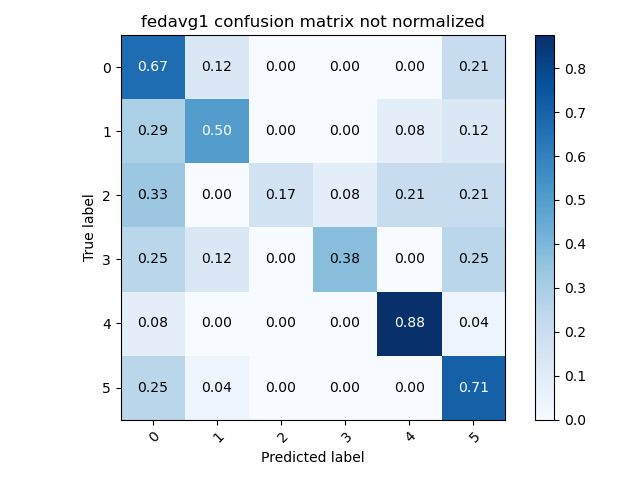 fedavg1 confusion matrix not normalized
0 0.67 0.12 0.00 0.00 0.00 0.21
1 0.29 0.50 0.00 0.00 0.08 0.12
2 0.33 0.00 0.17 0.08 0.21 0.21
3 0.25 0.12 0.00 0.38 0.00 0.25
4 0.08 0.00 0.00 0.00 0.88 0.04
5 0.25 0.04 0.00 0.00 0.00 0.71
True label
0 1 2 3 4 5
Predicted label
0.8
0.7
0.6
0.5
0.4
0.3
0.2
0.1
0.0